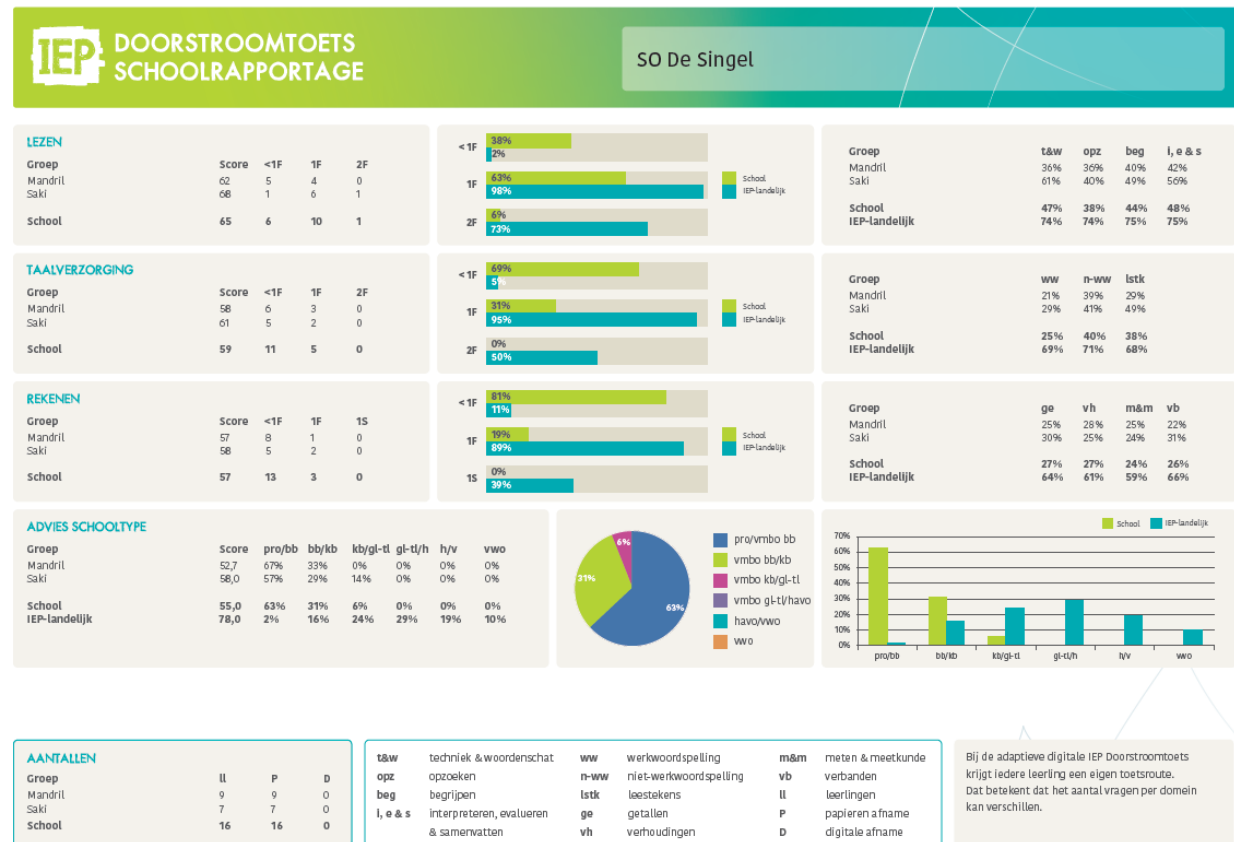 IEP DOORSTROOMTOETS
SCHOOLRAPPORTAGE
SO De Singel
LEZEN
Groep Score <1F 1F 2F
Mandril 62 5 4 0
Saki 68 1 6 1
School 65 6 10 1
< 1F 38% 2%
1F 63% 98%
2F 6% 73%
School
IEP-landelijk
Groep t&w opz beg i, e & s
Mandril 36% 36% 40% 42%
Saki 61% 40% 49% 56%
School 47% 38% 44% 48%
IEP-landelijk 74% 74% 75% 75%
TAALVERZORGING
Groep Score <1F 1F 2F
Mandril 58 6 3 0
Saki 61 5 2 0
School 59 11 5 0
< 1F 69% 5%
1F 31% 95%
2F 0% 50%
School
IEP-landelijk
Groep ww n-ww lstk
Mandril 21% 39% 29%
Saki 29% 41% 49%
School 25% 40% 38%
IEP-landelijk 69% 71% 68%
REKENEN
Groep Score <1F 1F 1S
Mandril 57 8 1 0
Saki 58 5 2 0
School 57 13 3 0
< 1F 81% 11%
1F 19% 89%
1S 0% 39%
School
IEP-landelijk
Groep ge vh m&m vb
Mandril 25% 28% 25% 22%
Saki 30% 25% 24% 31%
School 27% 27% 24% 26%
IEP-landelijk 64% 61% 59% 66%
ADVIES SCHOOLTYPE
Groep Score pro/bb bb/kb kb/gl-tl gl-tl/h h/v vwo
Mandril 52,7 67% 33% 0% 0% 0% 0%
Saki 58,0 57% 29% 14% 0% 0% 0%
School 55,0 63% 31% 6% 0% 0% 0%
IEP-landelijk 78,0 2% 16% 24% 29% 19% 10%
6%
31%
63%
pro/vmbo bb
vmbo bb/kb
vmbo kb/gl-tl
vmbo gl-tl/havo
havo/vwo
vwo
School IEP-landelijk
70%
60%
50%
40%
30%
20%
10%
0%
pro/bb bb/kb kb/gl-tl gl-tl/h h/v vwo
AANTALLEN
Groep ll P D
Mandril 9 9 0
Saki 7 7 0
School 16 16 0
t&w techniek & woordenschat ww werkwoordspelling m&m meten & meetkunde
opz opzoeken n-ww niet-werkwoordspelling vb verbanden
beg begrijpen lstk leestekens ll leerlingen
i, e & s interpreteren, evalueren ge getallen P papieren afname
& samenvatten vh verhoudingen D digitale afname
Bij de adaptieve digitale IEP Doorstroomtoets
krijgt iedere leerling een eigen toetsroute.
Dat betekent dat het aantal vragen per domein
kan verschillen.